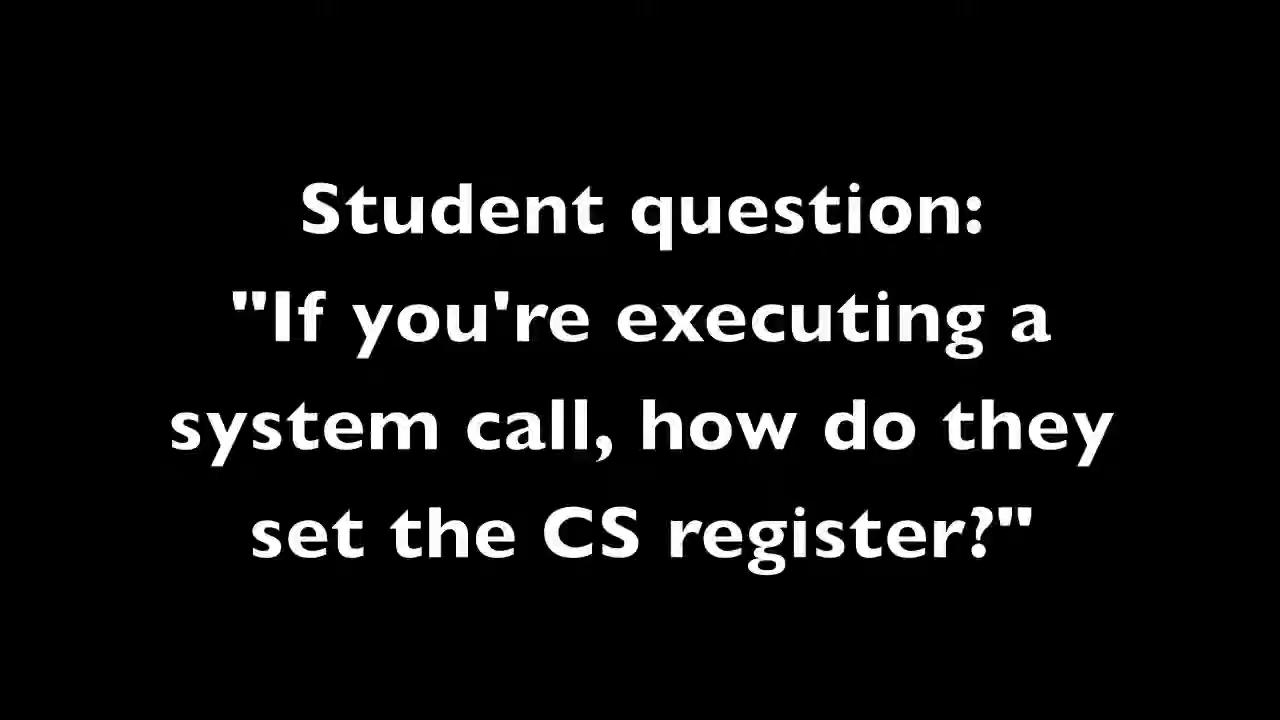 Student question:
"If you're executing a
system call, how do they
set the CS register?"